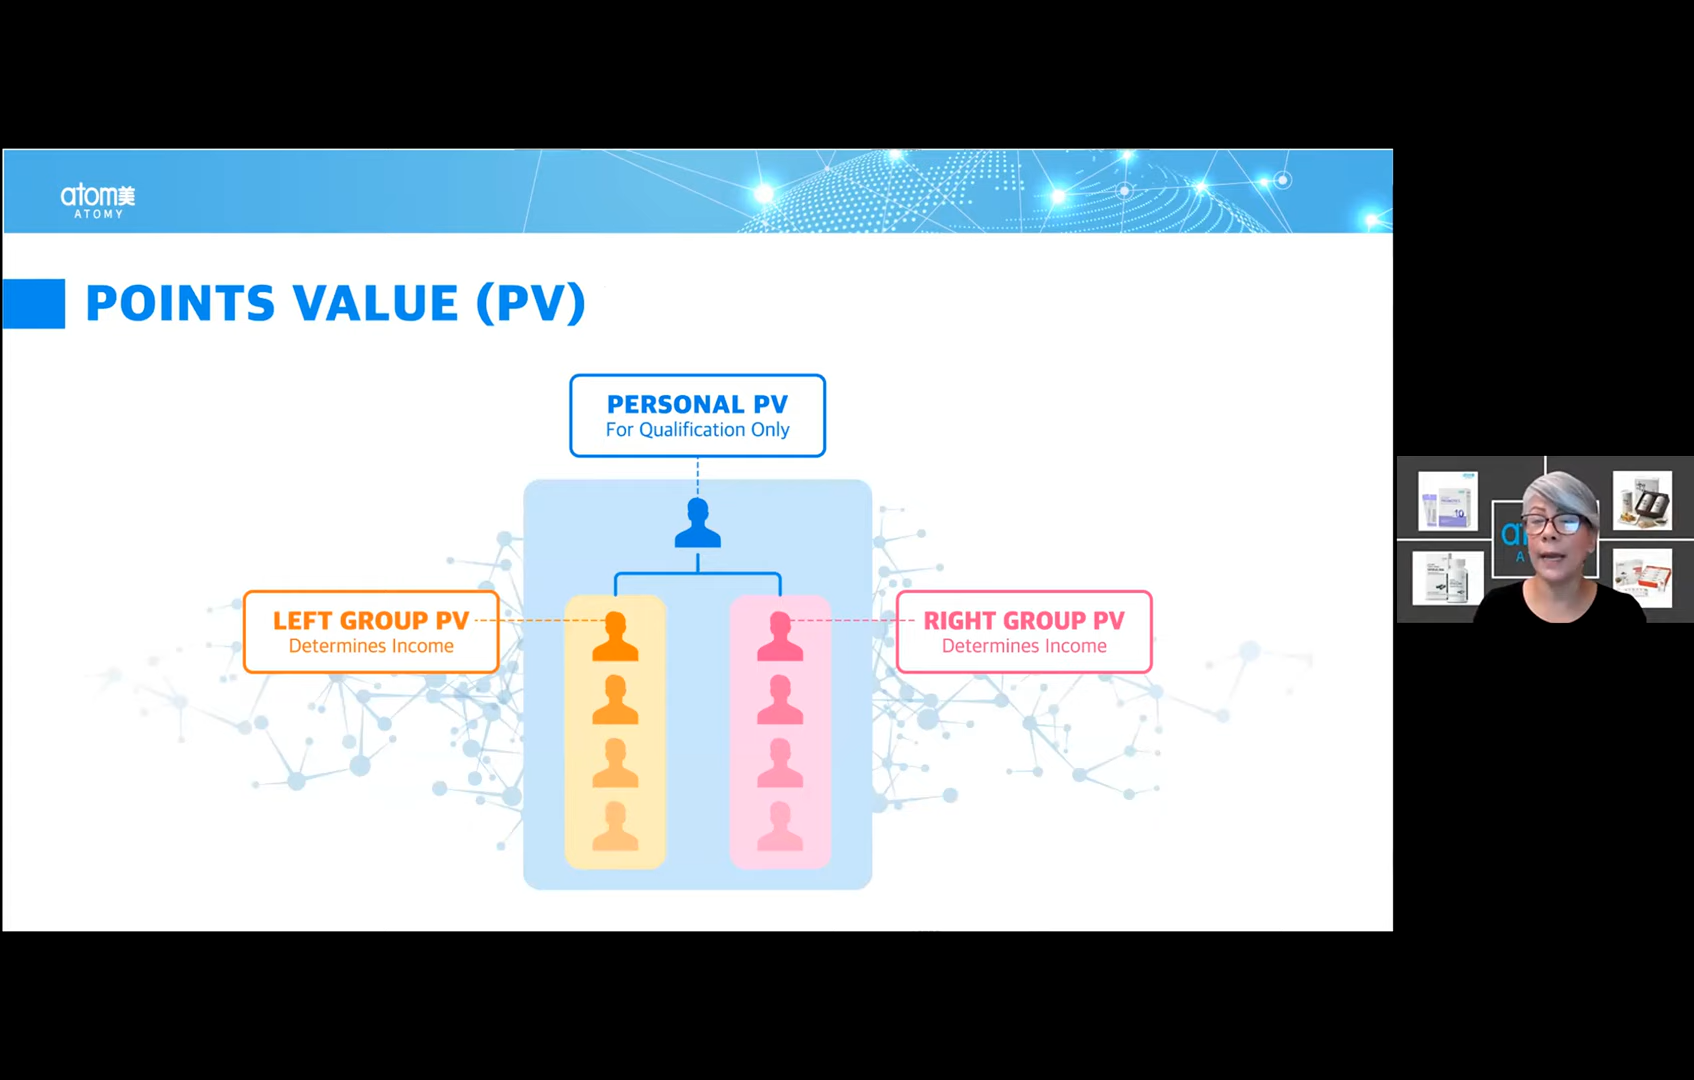 atom美
ATOMY
POINTS VALUE (PV)
PERSONAL PV
For Qualification Only
LEFT GROUP PV
Determines Income
RIGHT GROUP PV
Determines Income
10